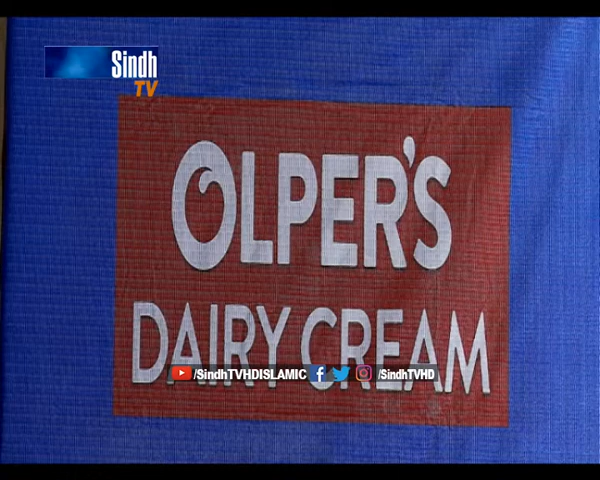 Sindh
TV
OLPER'S
DAIRY CREAM
/SindhTVHDISLAMIC /SindhTVHD